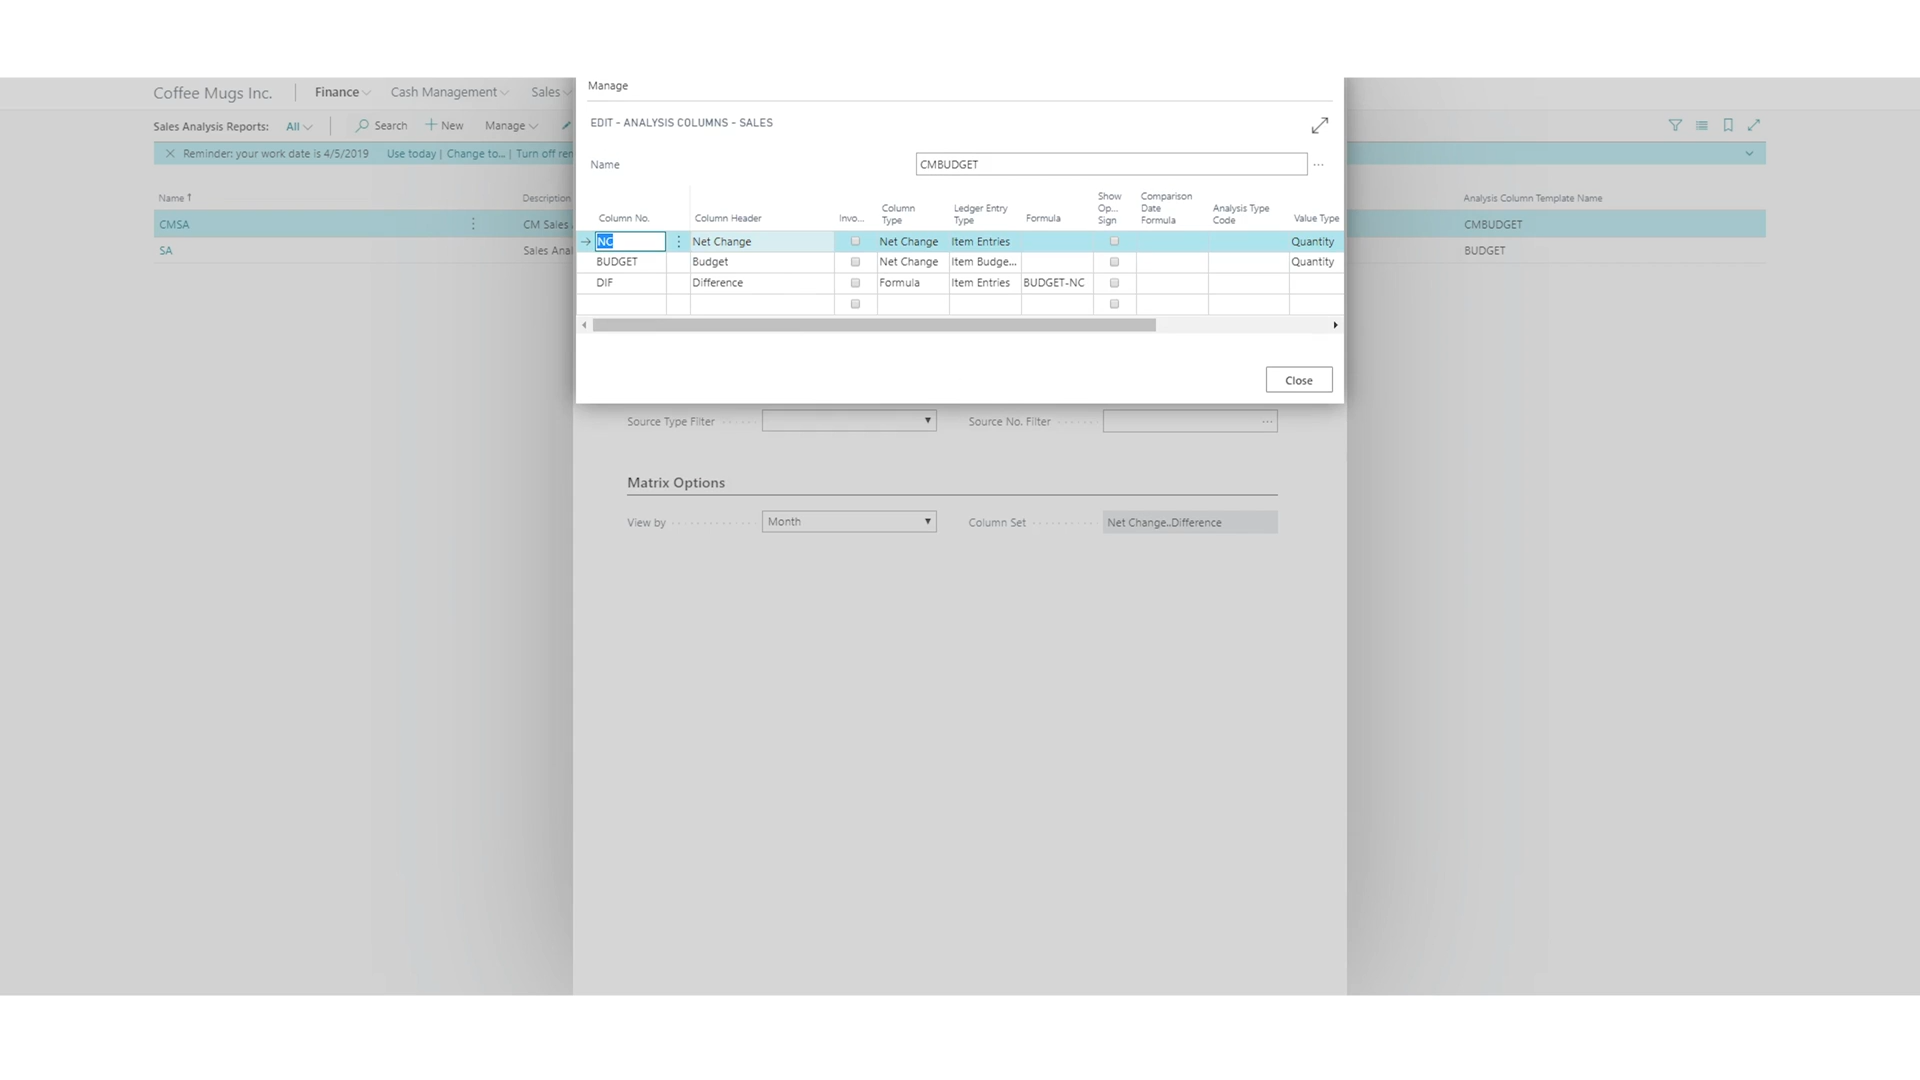 Manage
Coffee Mugs Inc. Finance Cash Management Sales
EDIT - ANALYSIS COLUMNS - SALES
Sales Analysis Reports: All Search New Manage
Reminder: your work date is 4/5/2019 Use today | Change to... | Turn off
Name CMBUDGET ...
Name Description Analysis Column Template Name
Column No. Column Header Invo... Column Type Ledger Entry Type Formula Show Op... Sign Comparison Date Formula Analysis Type Code Value Type
CMSA CM Sales CMBUDGET
SA Sales BUDGET
NC Net Change Net Change Item Entries Quantity
BUDGET Budget Net Change Item Budge... Quantity
DIF Difference Formula Item Entries BUDGET-NC
Close
Source Type Filter Source No. Filter ...
Matrix Options
View by Month Column Set Net Change..Difference